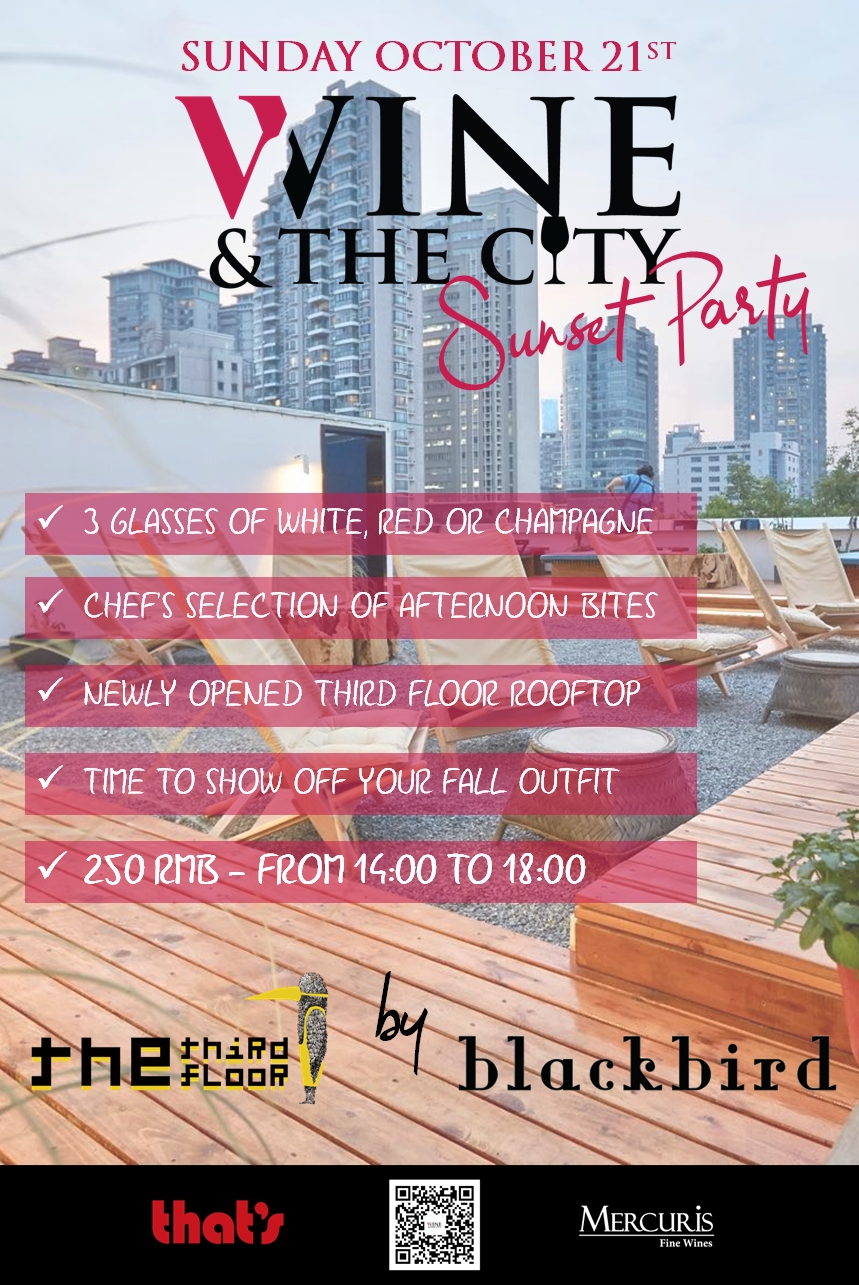 SUNDAY OCTOBER 21ST
WINE
& THE CITY
Sunset Party
3 GLASSES OF WHITE, RED OR CHAMPAGNE
CHEF'S SELECTION OF AFTERNOON BITES
NEWLY OPENED THIRD FLOOR ROOFTOP
TIME TO SHOW OFF YOUR FALL OUTFIT
250 RMB – FROM 14:00 TO 18:00
the thiRd FLOOR
by
blackbird
that's
WINE
MERCURIS
Fine Wines